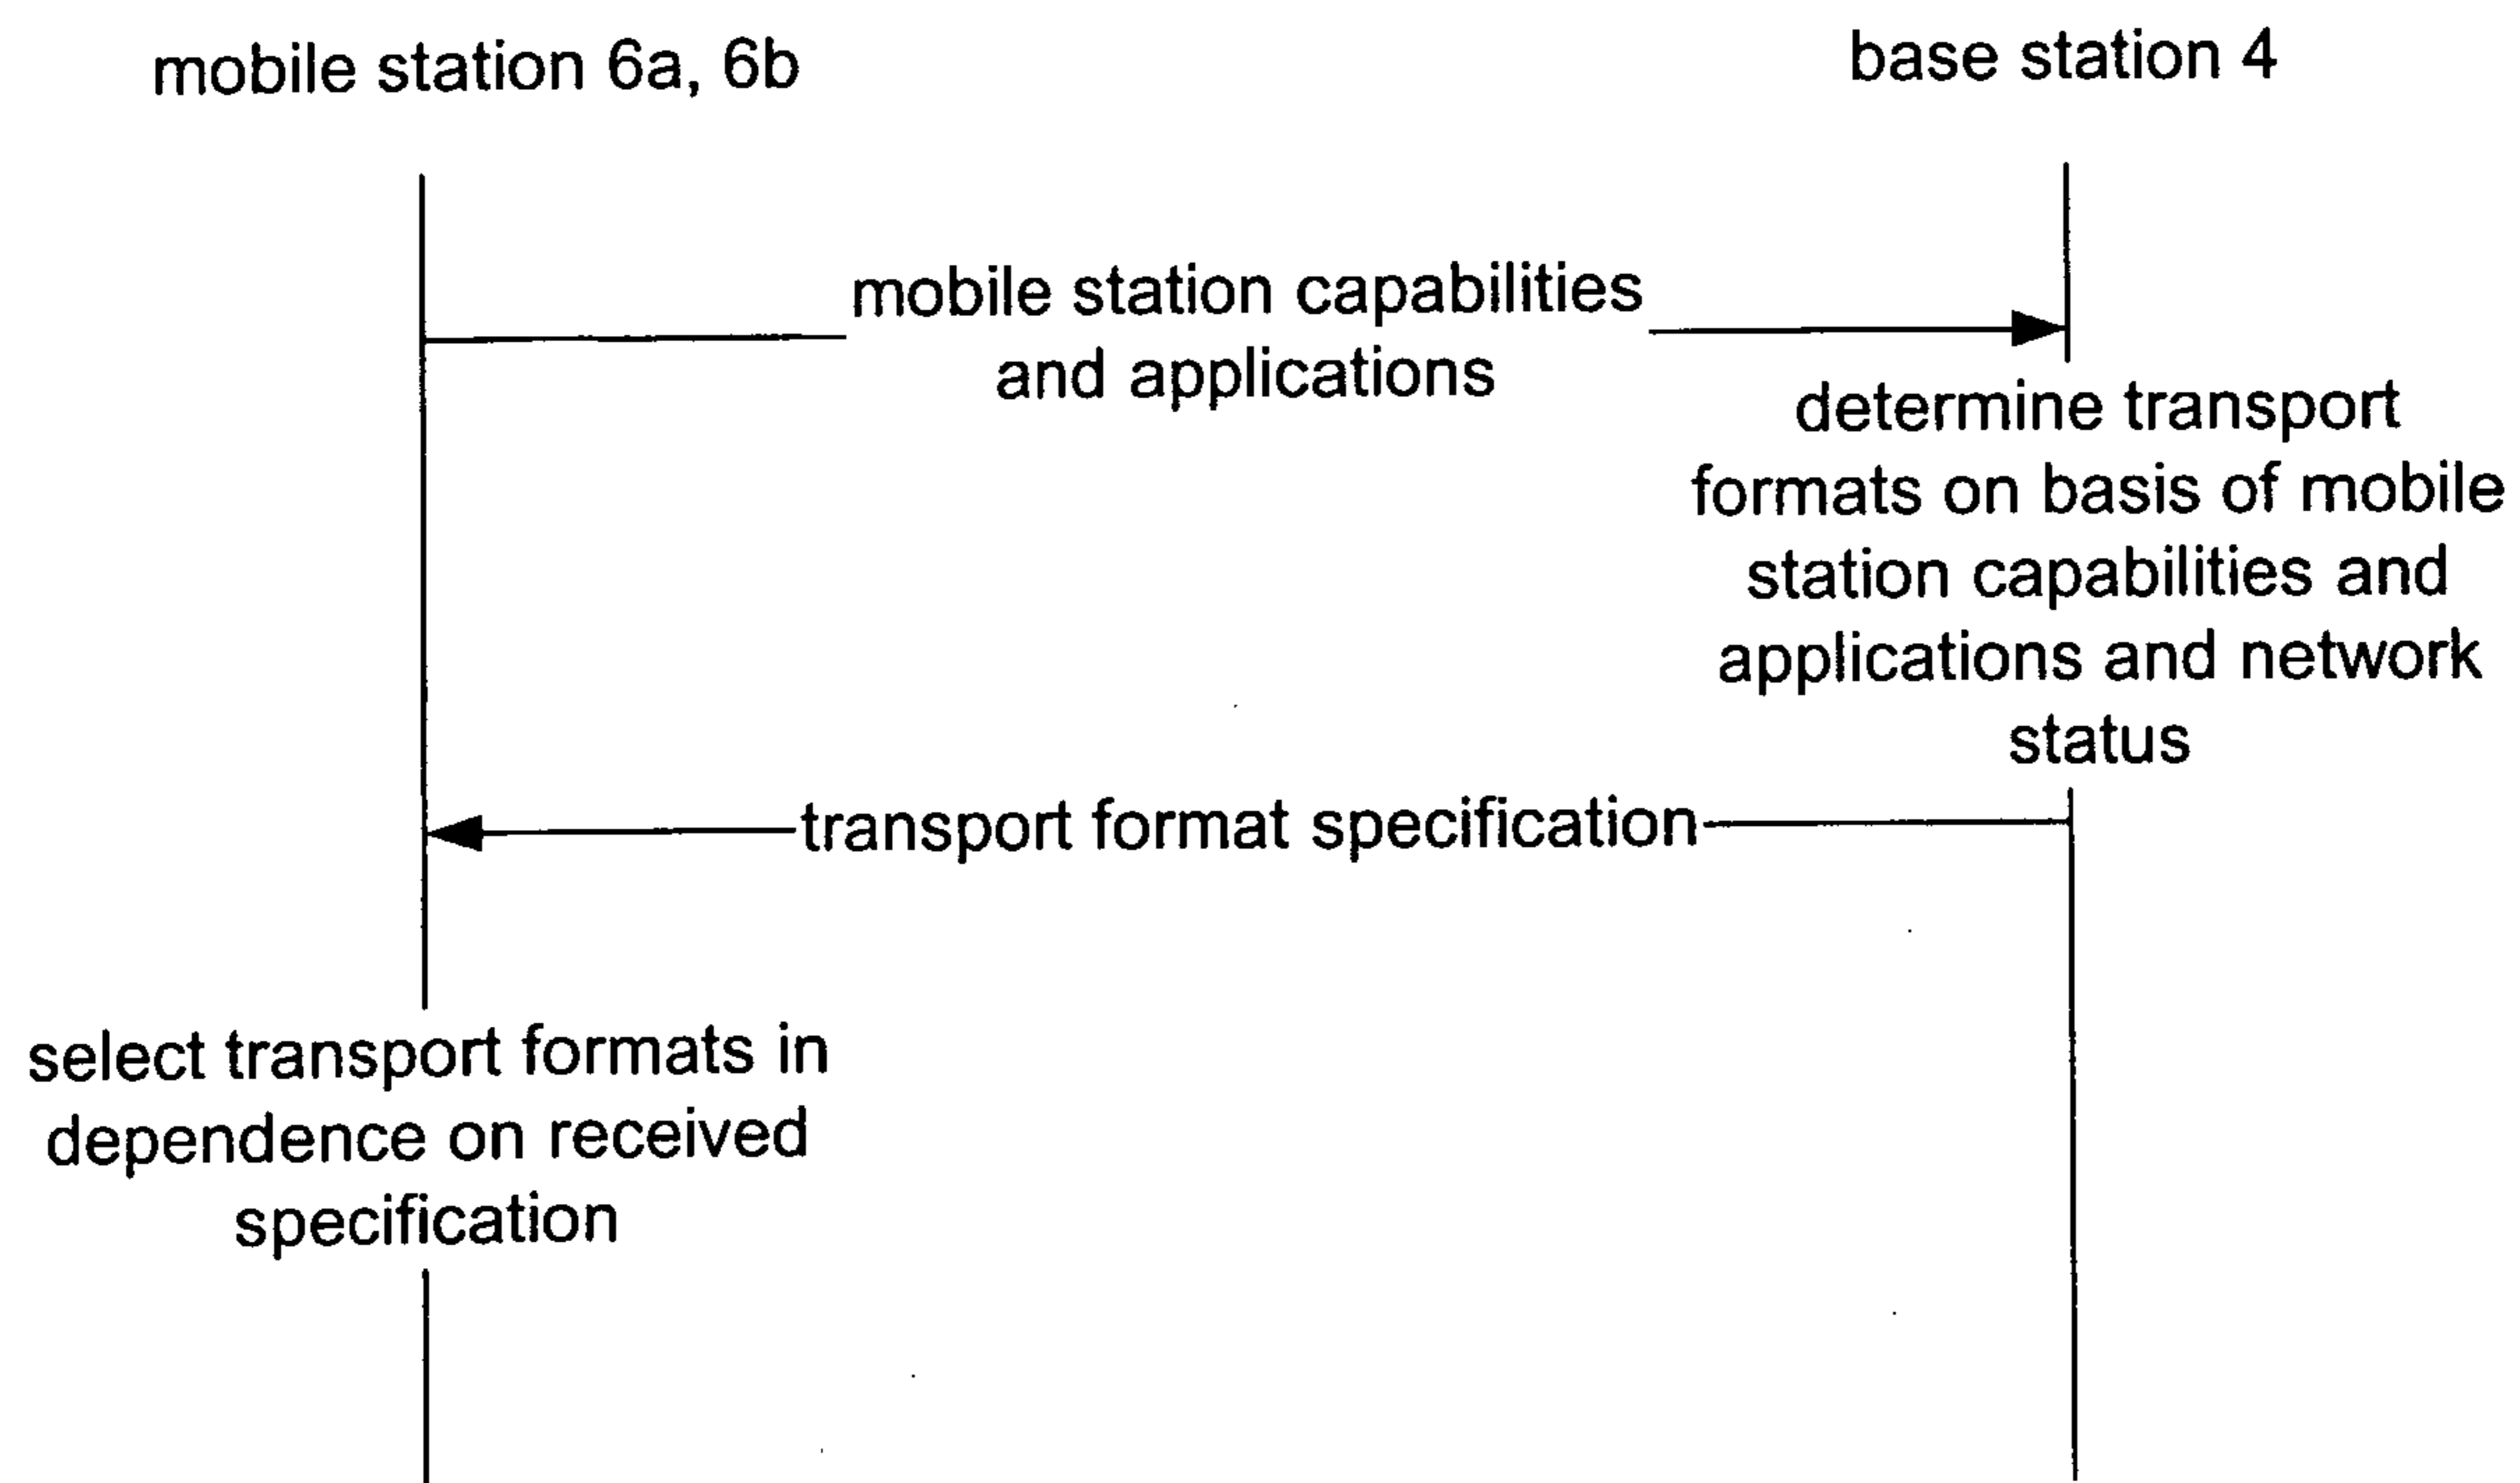 mobile station 6a, 6b
base station 4
mobile station capabilities
and applications
determine transport
formats on basis of mobile
station capabilities and
applications and network
status
transport format specification
select transport formats in
dependence on received
specification